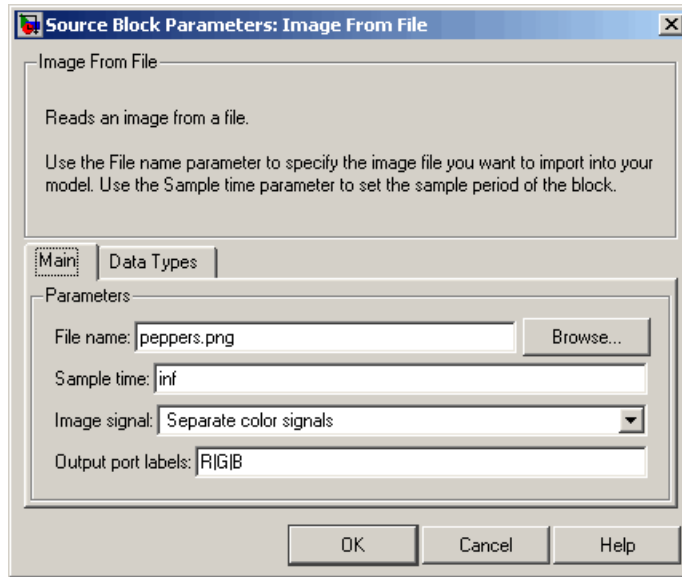 Source Block Parameters: Image From File
Image From File
Reads an image from a file.
Use the File name parameter to specify the image file you want to import into your
model. Use the Sample time parameter to set the sample period of the block.
Main Data Types
Parameters
File name: peppers.png Browse...
Sample time: inf
Image signal: Separate color signals
Output port labels: R|G|B
OK Cancel Help